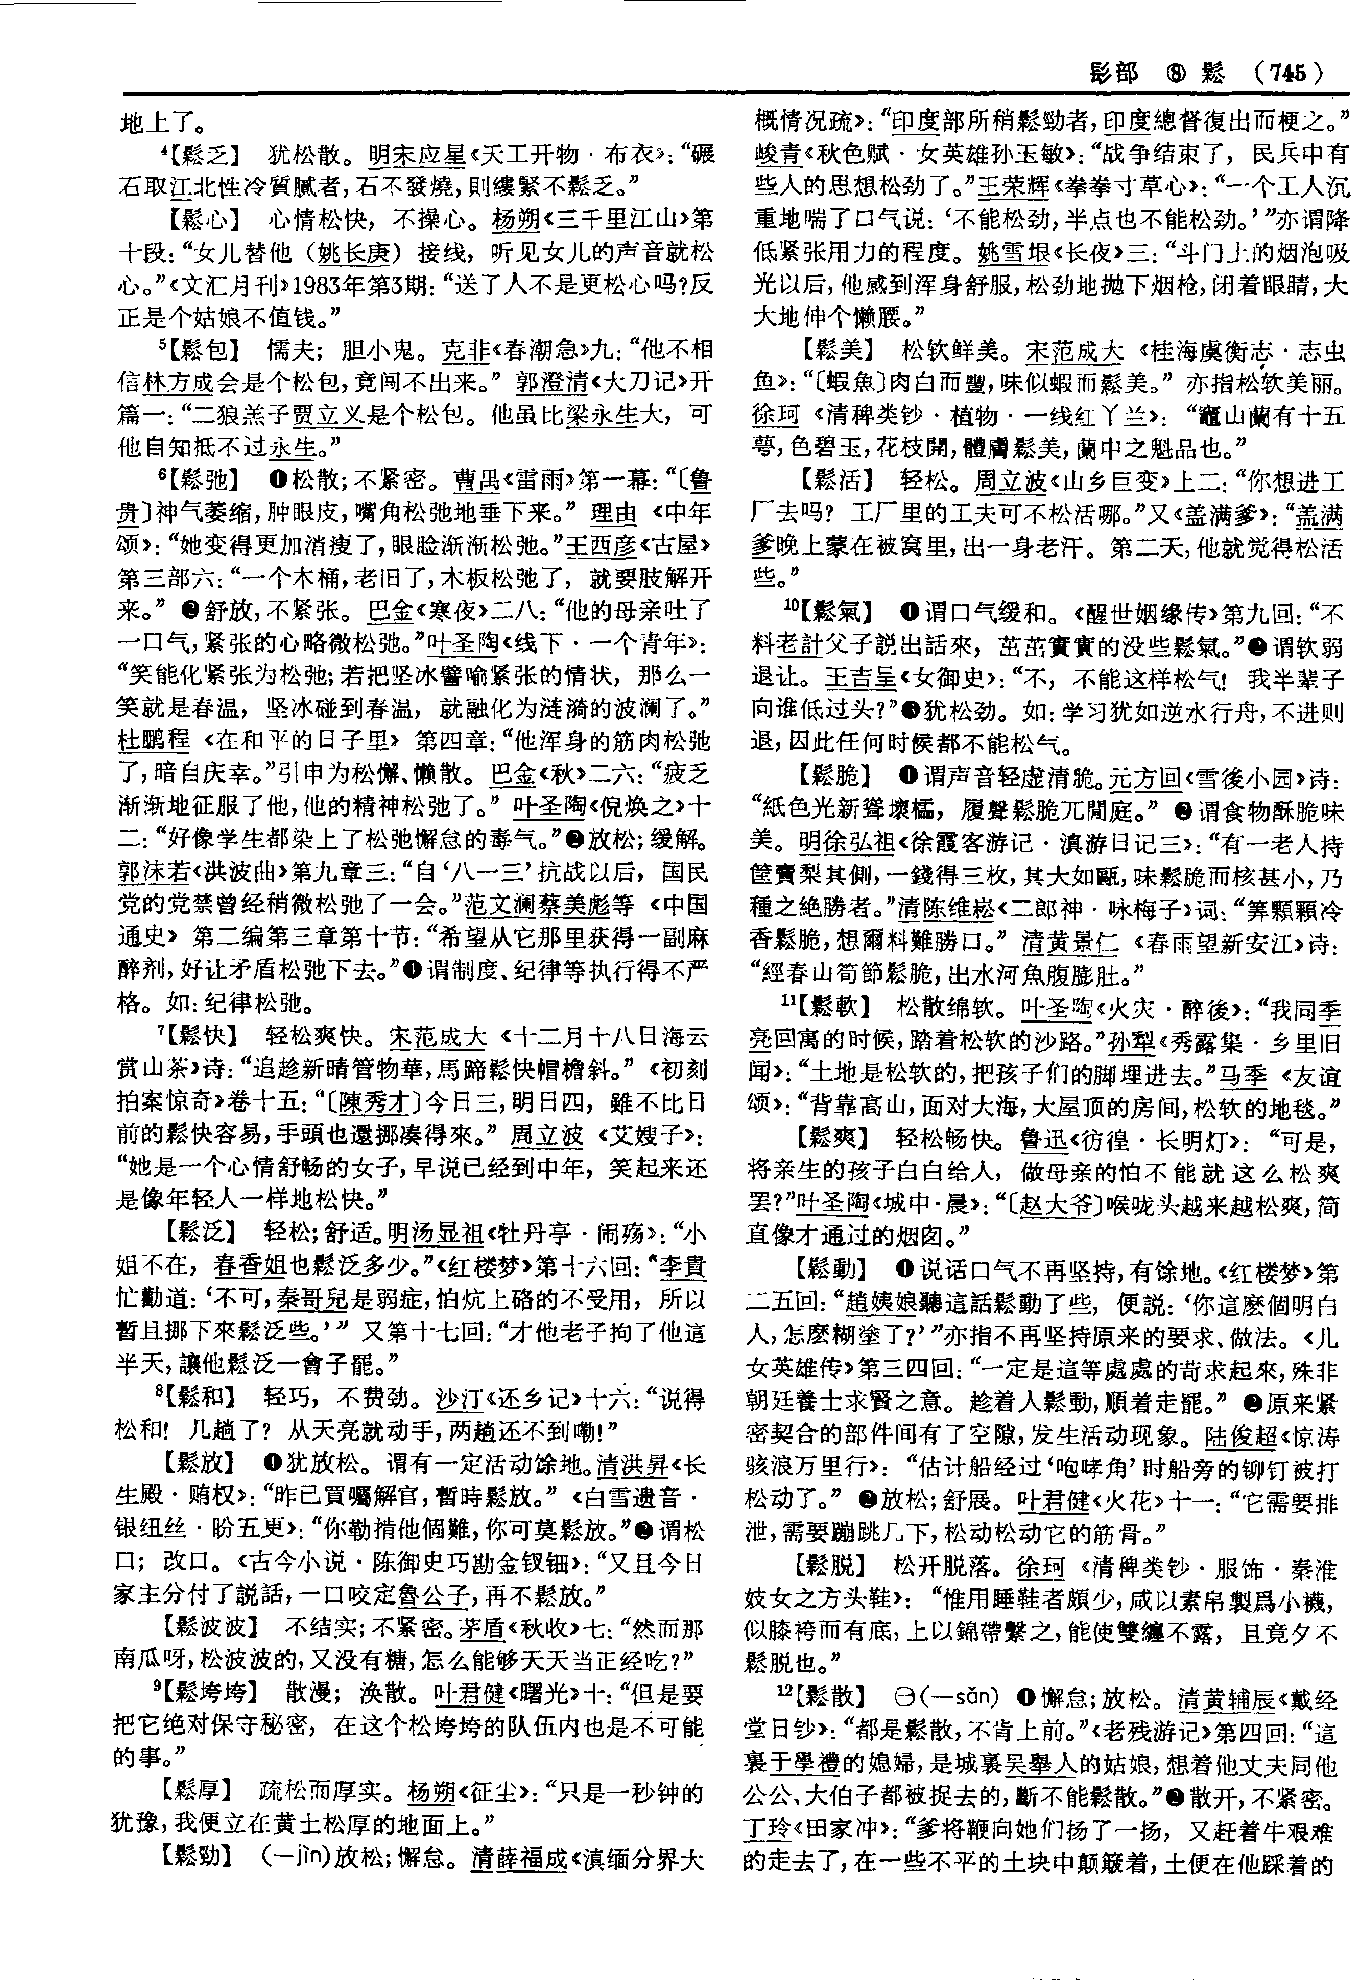 髟部 ⑧ 鬆 （745）
地上了。
⁴【鬆乏】 犹松散。明宋应星《天工开物·布衣》：“碾
石取江北性冷質膩者，石不發燒，則縷緊不鬆乏。”
【鬆心】 心情松快，不操心。杨朔《三千里江山》第
十段：“女儿替他（姚长庚）接线，听见女儿的声音就松
心。”《文汇月刊》1983年第3期：“送了人不是更松心吗？反
正是个姑娘不值钱。”
⁵【鬆包】 懦夫；胆小鬼。克非《春潮急》九：“他不相
信林方成会是个松包，竟闯不出来。”郭澄清《大刀记》开
篇一：“二狼羔子贾立义是个松包。他虽比梁永生大，可
他自知抵不过永生。”
⁶【鬆弛】 ❶松散；不紧密。曹禺《雷雨》第一幕：“〔鲁
贵〕神气萎缩，肿眼皮，嘴角松弛地垂下来。”理由《中年
颂》：“她变得更加消瘦了，眼睑渐渐松弛。”王西彦《古屋》
第三部六：“一个木桶，老旧了，木板松弛了，就要肢解开
来。”❷舒放，不紧张。巴金《寒夜》二八：“他的母亲吐了
一口气，紧张的心略微松弛。”叶圣陶《线下·一个青年》：
“笑能化紧张为松弛；若把坚冰譬喻紧张的情状，那么一
笑就是春温，坚冰碰到春温，就融化为涟漪的波澜了。”
杜鹏程《在和平的日子里》第四章：“他浑身的筋肉松弛
了，暗自庆幸。”引申为松懈、懒散。巴金《秋》二六：“疲乏
渐渐地征服了他，他的精神松弛了。”叶圣陶《倪焕之》十
二：“好像学生都染上了松弛懈怠的毒气。”❸放松；缓解。
郭沫若《洪波曲》第九章三：“自‘八一三’抗战以后，国民
党的党禁曾经稍微松弛了一会。”范文澜蔡美彪等《中国
通史》第二编第三章第十节：“希望从它那里获得一副麻
醉剂，好让矛盾松弛下去。”❹谓制度、纪律等执行得不严
格。如：纪律松弛。
⁷【鬆快】 轻松爽快。宋范成大《十二月十八日海云
赏山茶》诗：“追趁新晴管物華，馬蹄鬆快帽檐斜。”《初刻
拍案惊奇》卷十五：“〔陳秀才〕今日三，明日四，雖不比日
前的鬆快容易，手頭也還挪凑得來。”周立波《艾嫂子》：
“她是一个心情舒畅的女子，早说已经到中年，笑起来还
是像年轻人一样地松快。”
【鬆泛】 轻松；舒适。明汤显祖《牡丹亭·闹殇》：“小
姐不在，春香姐也鬆泛多少。”《红楼梦》第十六回：“李貴
忙勸道：‘不可，秦哥兒是弱症，怕炕上硌的不受用，所以
暫且挪下來鬆泛些。’”又第十七回：“才他老子拘了他這
半天，讓他鬆泛一會子罷。”
⁸【鬆和】 轻巧，不费劲。沙汀《还乡记》十六：“说得
松和！几趟了？从天亮就动手，两趟还不到嘞！”
【鬆放】 ❶犹放松。谓有一定活动馀地。清洪昇《长
生殿·贿权》：“昨已買囑解官，暫時鬆放。”《白雪遗音·
银纽丝·盼五更》：“你勒揹他個難，你可莫鬆放。”❷谓松
口；改口。《古今小说·陈御史巧勘金钗钿》：“又且今日
家主分付了説話，一口咬定魯公子，再不鬆放。”
【鬆波波】 不结实；不紧密。茅盾《秋收》七：“然而那
南瓜呀，松波波的，又没有糖，怎么能够天天当正经吃？”
⁹【鬆垮垮】 散漫；涣散。叶君健《曙光》十：“但是要
把它绝对保守秘密，在这个松垮垮的队伍内也是不可能
的事。”
【鬆厚】 疏松而厚实。杨朔《征尘》：“只是一秒钟的
犹豫，我便立在黄土松厚的地面上。”
【鬆勁】 （—jìn）放松；懈怠。清薛福成《滇缅分界大
概情况疏》：“印度部所稍鬆勁者，印度總督復出而梗之。”
峻青《秋色赋·女英雄孙玉敏》：“战争结束了，民兵中有
些人的思想松劲了。”王荣辉《拳拳寸草心》：“一个工人沉
重地喘了口气说：‘不能松劲，半点也不能松劲。’”亦谓降
低紧张用力的程度。姚雪垠《长夜》三：“斗门上的烟泡吸
光以后，他感到浑身舒服，松劲地抛下烟枪，闭着眼睛，大
大地伸个懒腰。”
【鬆美】 松软鲜美。宋范成大《桂海虞衡志·志虫
鱼》：“〔蝦魚〕肉白而豐，味似蝦而鬆美。”亦指松软美丽。
徐珂《清稗类钞·植物·一线红丫兰》：“竈山蘭有十五
萼，色碧玉，花枝開，體膚鬆美，蘭中之魁品也。”
【鬆活】 轻松。周立波《山乡巨变》上二：“你想进工
厂去吗？工厂里的工夫可不松活哪。”又《盖满爹》：“盖满
爹晚上蒙在被窝里，出一身老汗。第二天，他就觉得松活
些。”
¹⁰【鬆氣】 ❶谓口气缓和。《醒世姻缘传》第九回：“不
料老計父子説出話來，茁茁實實的没些鬆氣。”❷谓软弱
退让。王吉呈《女御史》：“不，不能这样松气！我半辈子
向谁低过头？”❸犹松劲。如：学习犹如逆水行舟，不进则
退，因此任何时候都不能松气。
【鬆脆】 ❶谓声音轻虚清脆。元方回《雪後小园》诗：
“紙色光新聳壞櫺，履聲鬆脆兀閒庭。”❷谓食物酥脆味
美。明徐弘祖《徐霞客游记·滇游日记三》：“有一老人持
筐賣梨其側，一錢得三枚，其大如甌，味鬆脆而核甚小，乃
種之絶勝者。”清陈维崧《二郎神·咏梅子》词：“筭顆顆冷
香鬆脆，想爾料難勝口。”清黄景仁《春雨望新安江》诗：
“經春山筍節鬆脆，出水河魚腹膨肚。”
¹¹【鬆軟】 松散绵软。叶圣陶《火灾·醉後》：“我同季
亮回寓的时候，踏着松软的沙路。”孙犁《秀露集·乡里旧
闻》：“土地是松软的，把孩子们的脚埋进去。”马季《友谊
颂》：“背靠高山，面对大海，大屋顶的房间，松软的地毯。”
【鬆爽】 轻松畅快。鲁迅《彷徨·长明灯》：“可是，
将亲生的孩子白白给人，做母亲的怕不能就这么松爽
罢？”叶圣陶《城中·晨》：“〔赵大爷〕喉咙头越来越松爽，简
直像才通过的烟囱。”
【鬆動】 ❶说话口气不再坚持，有馀地。《红楼梦》第
二五回：“趙姨娘聽這話鬆動了些，便説：‘你這麽個明白
人，怎麽糊塗了？’”亦指不再坚持原来的要求、做法。《儿
女英雄传》第三四回：“一定是這等處處的苛求起來，殊非
朝廷養士求賢之意。趁着人鬆動，順着走罷。”❷原来紧
密契合的部件间有了空隙，发生活动现象。陆俊超《惊涛
骇浪万里行》：“估计船经过‘咆哮角’时船旁的铆钉被打
松动了。”❸放松；舒展。叶君健《火花》十一：“它需要排
泄，需要蹦跳几下，松动松动它的筋骨。”
【鬆脱】 松开脱落。徐珂《清稗类钞·服饰·秦淮
妓女之方头鞋》：“惟用睡鞋者頗少，咸以素帛製爲小襪，
似膝袴而有底，上以錦帶繫之，能使雙纏不露，且竟夕不
鬆脱也。”
¹²【鬆散】 ㊀（—sǎn）❶懈怠；放松。清黄辅辰《戴经
堂日钞》：“都是鬆散，不肯上前。”《老残游记》第四回：“這
裏于學禮的媳婦，是城裏吴舉人的姑娘，想着他丈夫同他
公公、大伯子都被捉去的，斷不能鬆散。”❷散开，不紧密。
丁玲《田家冲》：“爹将鞭向她们扬了一扬，又赶着牛艰难
的走去了，在一些不平的土块中颠簸着，土便在他踩着的